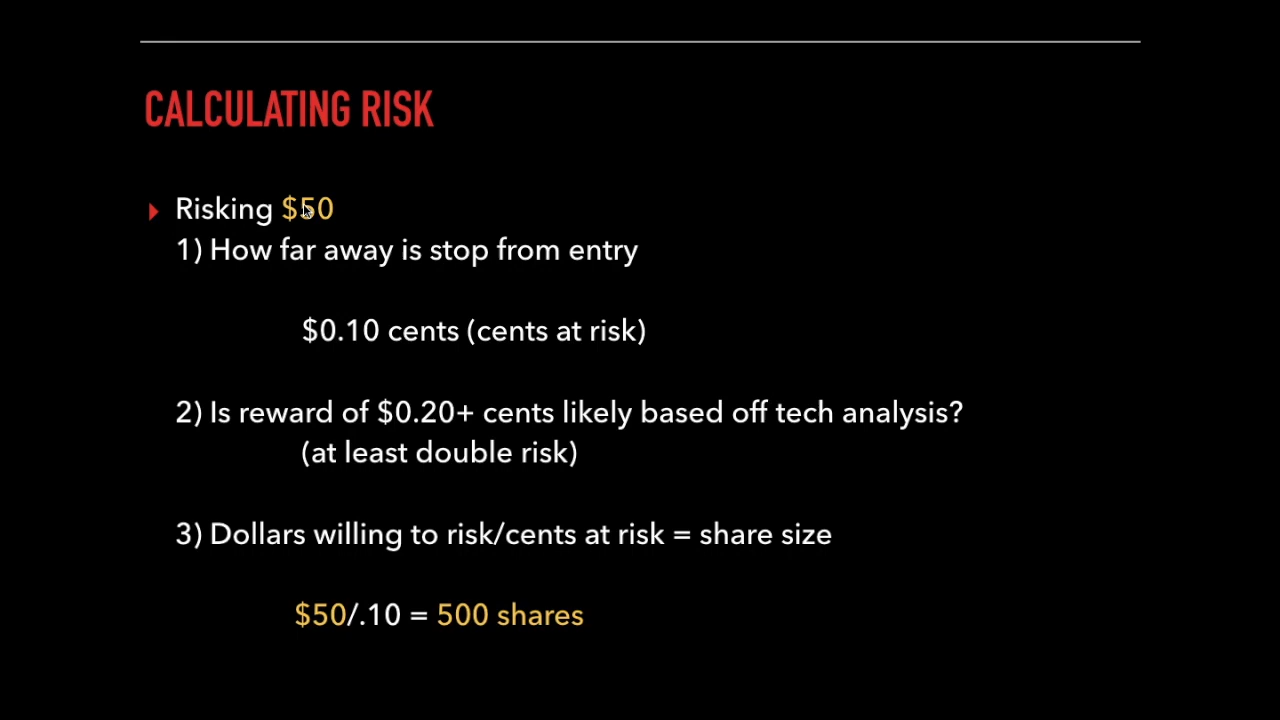 CALCULATING RISK
Risking $50
1) How far away is stop from entry
$0.10 cents (cents at risk)
2) Is reward of $0.20+ cents likely based off tech analysis?
(at least double risk)
3) Dollars willing to risk/cents at risk = share size
$50/.10 = 500 shares